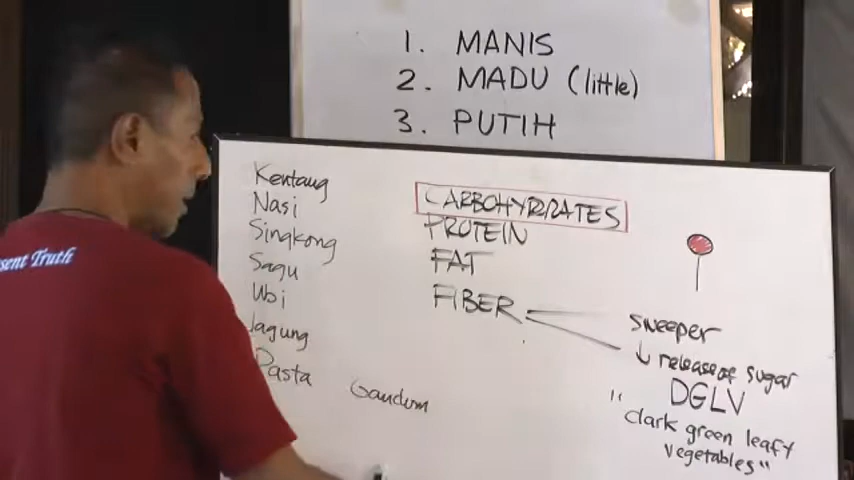 1. MANIS
2. MADU (little)
3. PUTIH
Kentang
Nasi
Singkong
Sagu
Ubi
Jagung
Pasta
Gandum
CARBOHYDRATES
PROTEIN
FAT
FIBER
sweeper
↓ release of sugar
DGLV
"dark green leafy
vegetables"
Truth